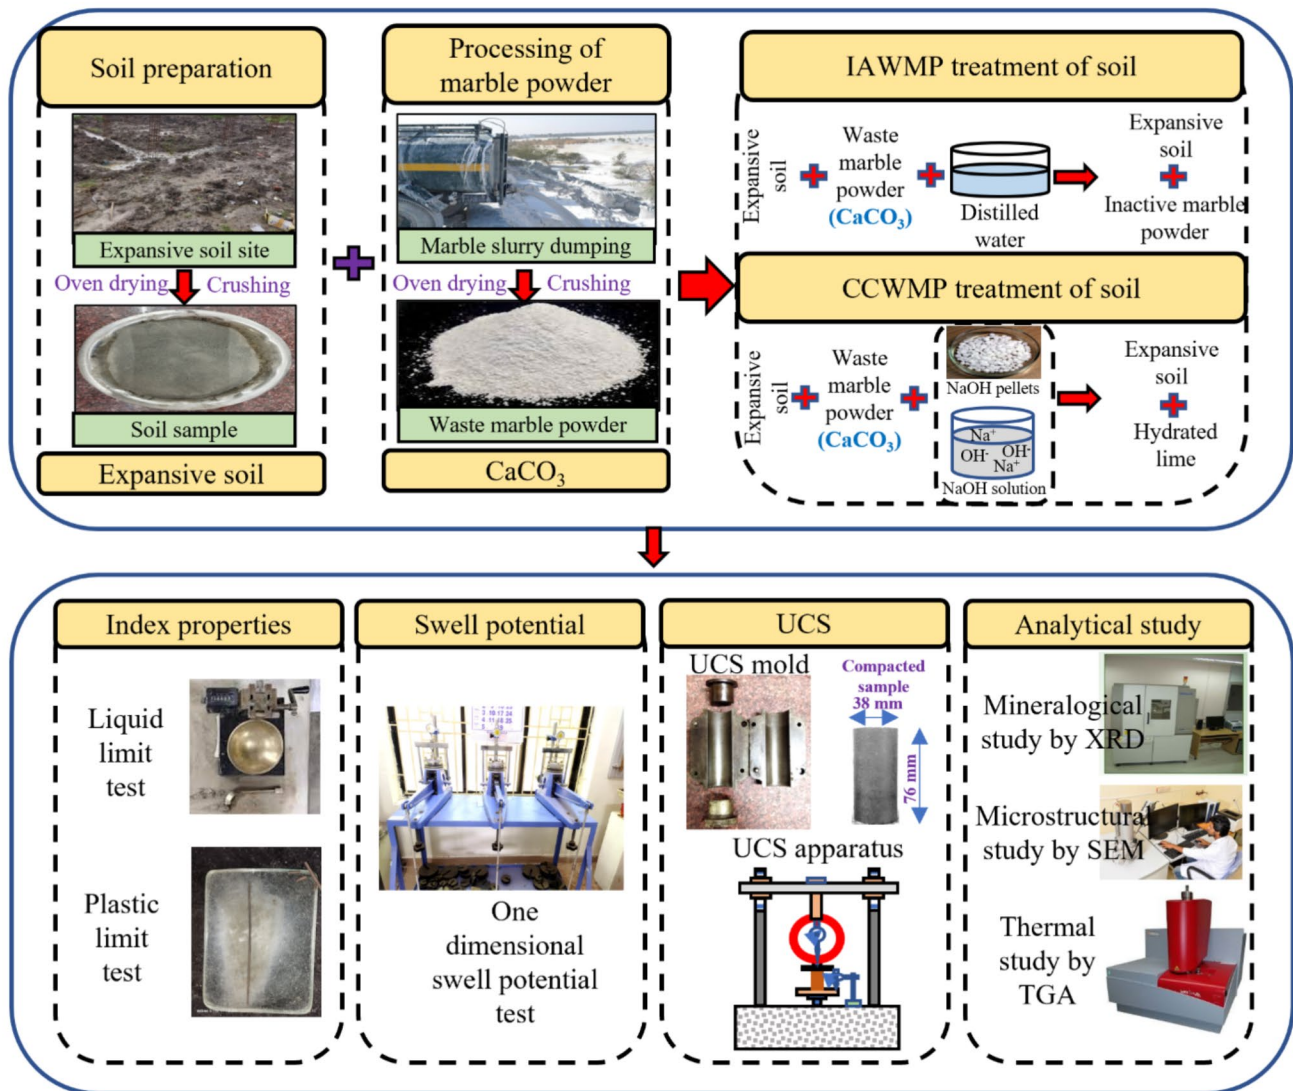 Soil preparation
Expansive soil site
Oven drying
Crushing
Soil sample
Expansive soil
Processing of
marble powder
Marble slurry dumping
Oven drying
Crushing
Waste marble powder
CaCO₃
IAWMP treatment of soil
Expansive
soil
Waste
marble
powder
(CaCO₃)
Distilled
water
Expansive
soil
Inactive marble
powder
CCWMP treatment of soil
Expansive
soil
Waste
marble
powder
(CaCO₃)
NaOH pellets
Na⁺
OH⁻
OH⁻
Na⁺
NaOH solution
Expansive
soil
Hydrated
lime
Index properties
Liquid
limit
test
Plastic
limit
test
Swell potential
One
dimensional
swell potential
test
UCS
UCS mold
Compacted
sample
38 mm
76 mm
UCS apparatus
Analytical study
Mineralogical
study by XRD
Microstructural
study by SEM
Thermal
study by
TGA